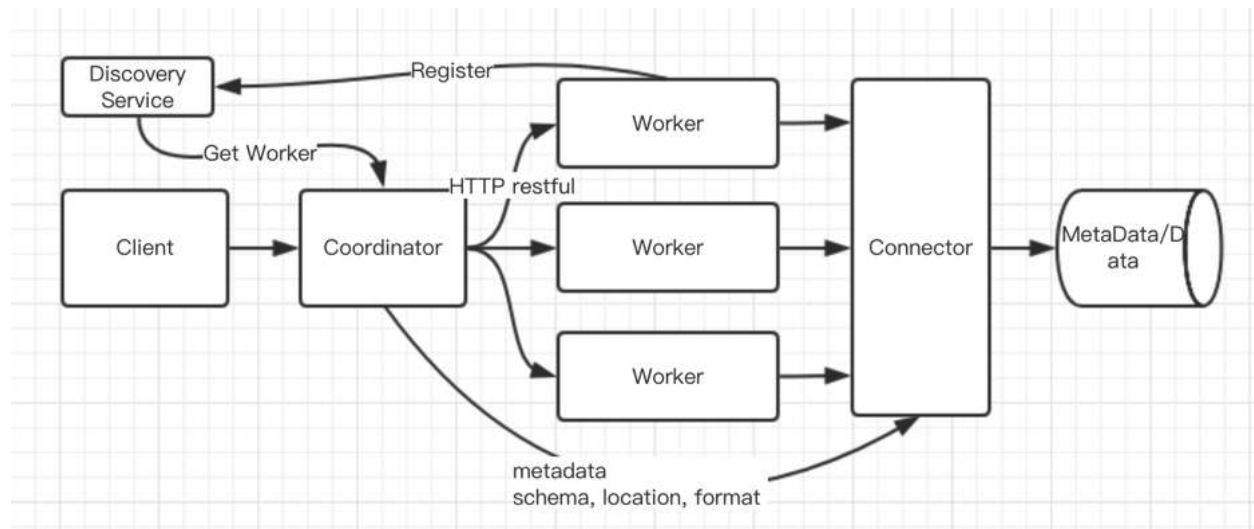 Discovery
Service
Register
Worker
Get Worker
HTTP restful
Client
Coordinator
Worker
Connector
MetaData/D
ata
Worker
metadata
schema, location, format